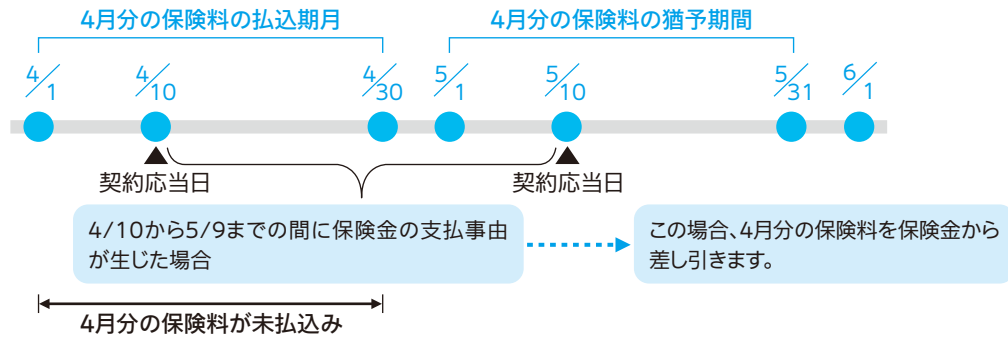 4月分の保険料の払込期月
4月分の保険料の猶予期間
4/1
4/10
4/30
5/1
5/10
5/31
6/1
契約応当日
契約応当日
4/10から5/9までの間に保険金の支払事由
が生じた場合
この場合、4月分の保険料を保険金から
差し引きます。
4月分の保険料が未払込み